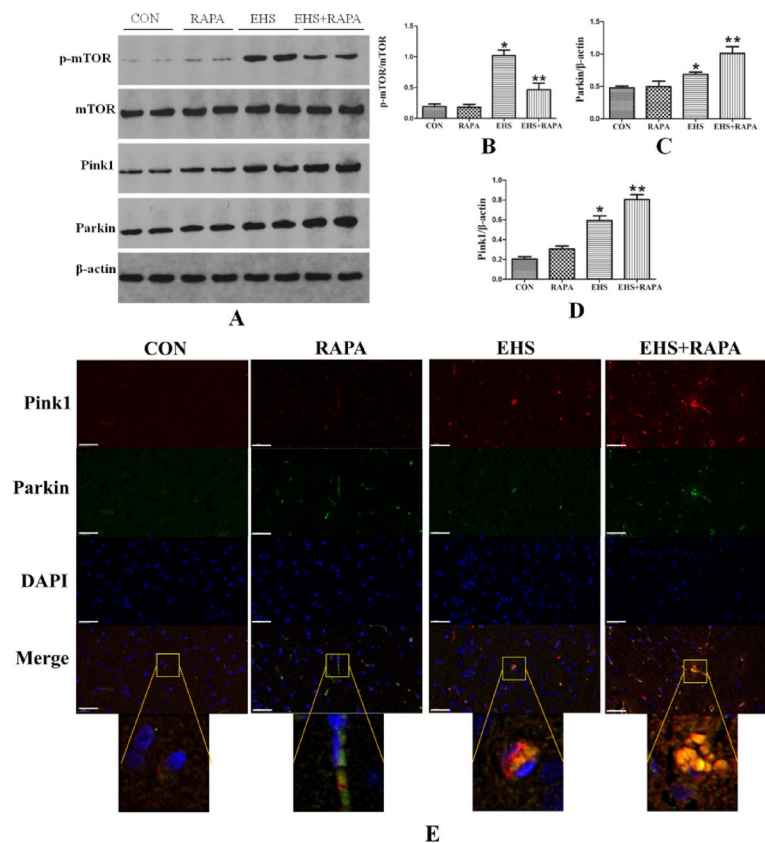 CON RAPA EHS EHS+RAPA
p-mTOR
mTOR
Pink1
Parkin
β-actin
A
p-mTOR/mTOR
1.5
1.0
0.5
0.0
*
**
CON RAPA EHS EHS+RAPA
B
Parkin/β-actin
1.5
1.0
0.5
0.0
*
**
CON RAPA EHS EHS+RAPA
C
Pink1/β-actin
1.0
0.8
0.6
0.4
0.2
0.0
*
**
CON RAPA EHS EHS+RAPA
D
CON RAPA EHS EHS+RAPA
Pink1
Parkin
DAPI
Merge
E